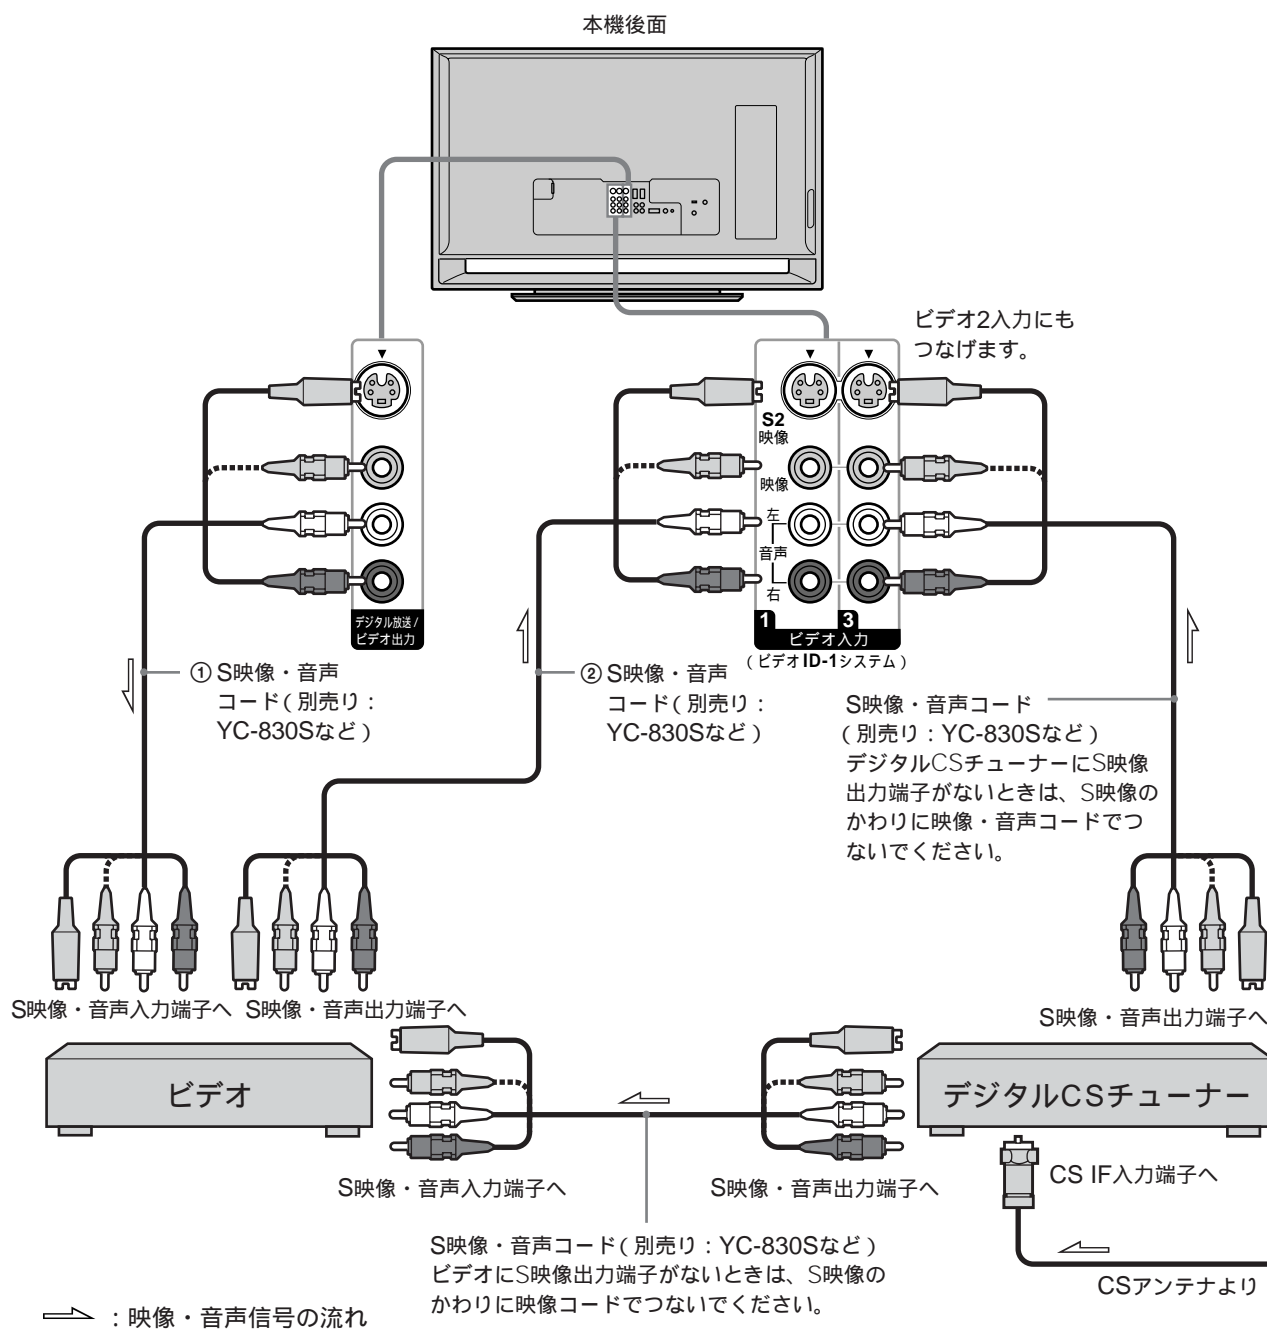 本機後面
ビデオ2入力にも
つなげます。
S2
映像
映像
左
音声
右
1
3
ビデオ入力
(ビデオID-1システム)
デジタル放送/
ビデオ出力
①S映像・音声
コード(別売り:
YC-830Sなど)
②S映像・音声
コード(別売り:
YC-830Sなど)
S映像・音声コード
(別売り:YC-830Sなど)
デジタルCSチューナーにS映像
出力端子がないときは、S映像の
かわりに映像・音声コードでつ
ないでください。
S映像・音声入力端子へ
S映像・音声出力端子へ
S映像・音声出力端子へ
ビデオ
デジタルCSチューナー
S映像・音声入力端子へ
S映像・音声出力端子へ
CS IF入力端子へ
S映像・音声コード(別売り:YC-830Sなど)
ビデオにS映像出力端子がないときは、S映像の
かわりに映像コードでつないでください。
CSアンテナより
:映像・音声信号の流れ